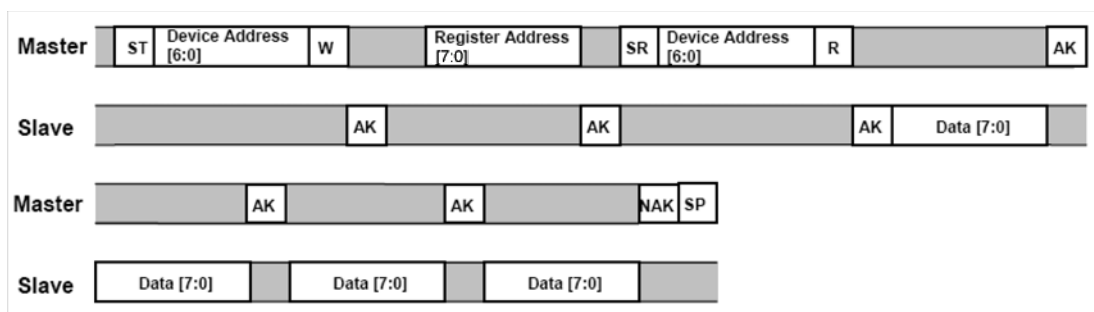 Master ST Device Address [6:0] W Register Address [7:0] SR Device Address [6:0] R AK
Slave AK AK AK Data [7:0]
Master AK AK NAK SP
Slave Data [7:0] Data [7:0] Data [7:0]